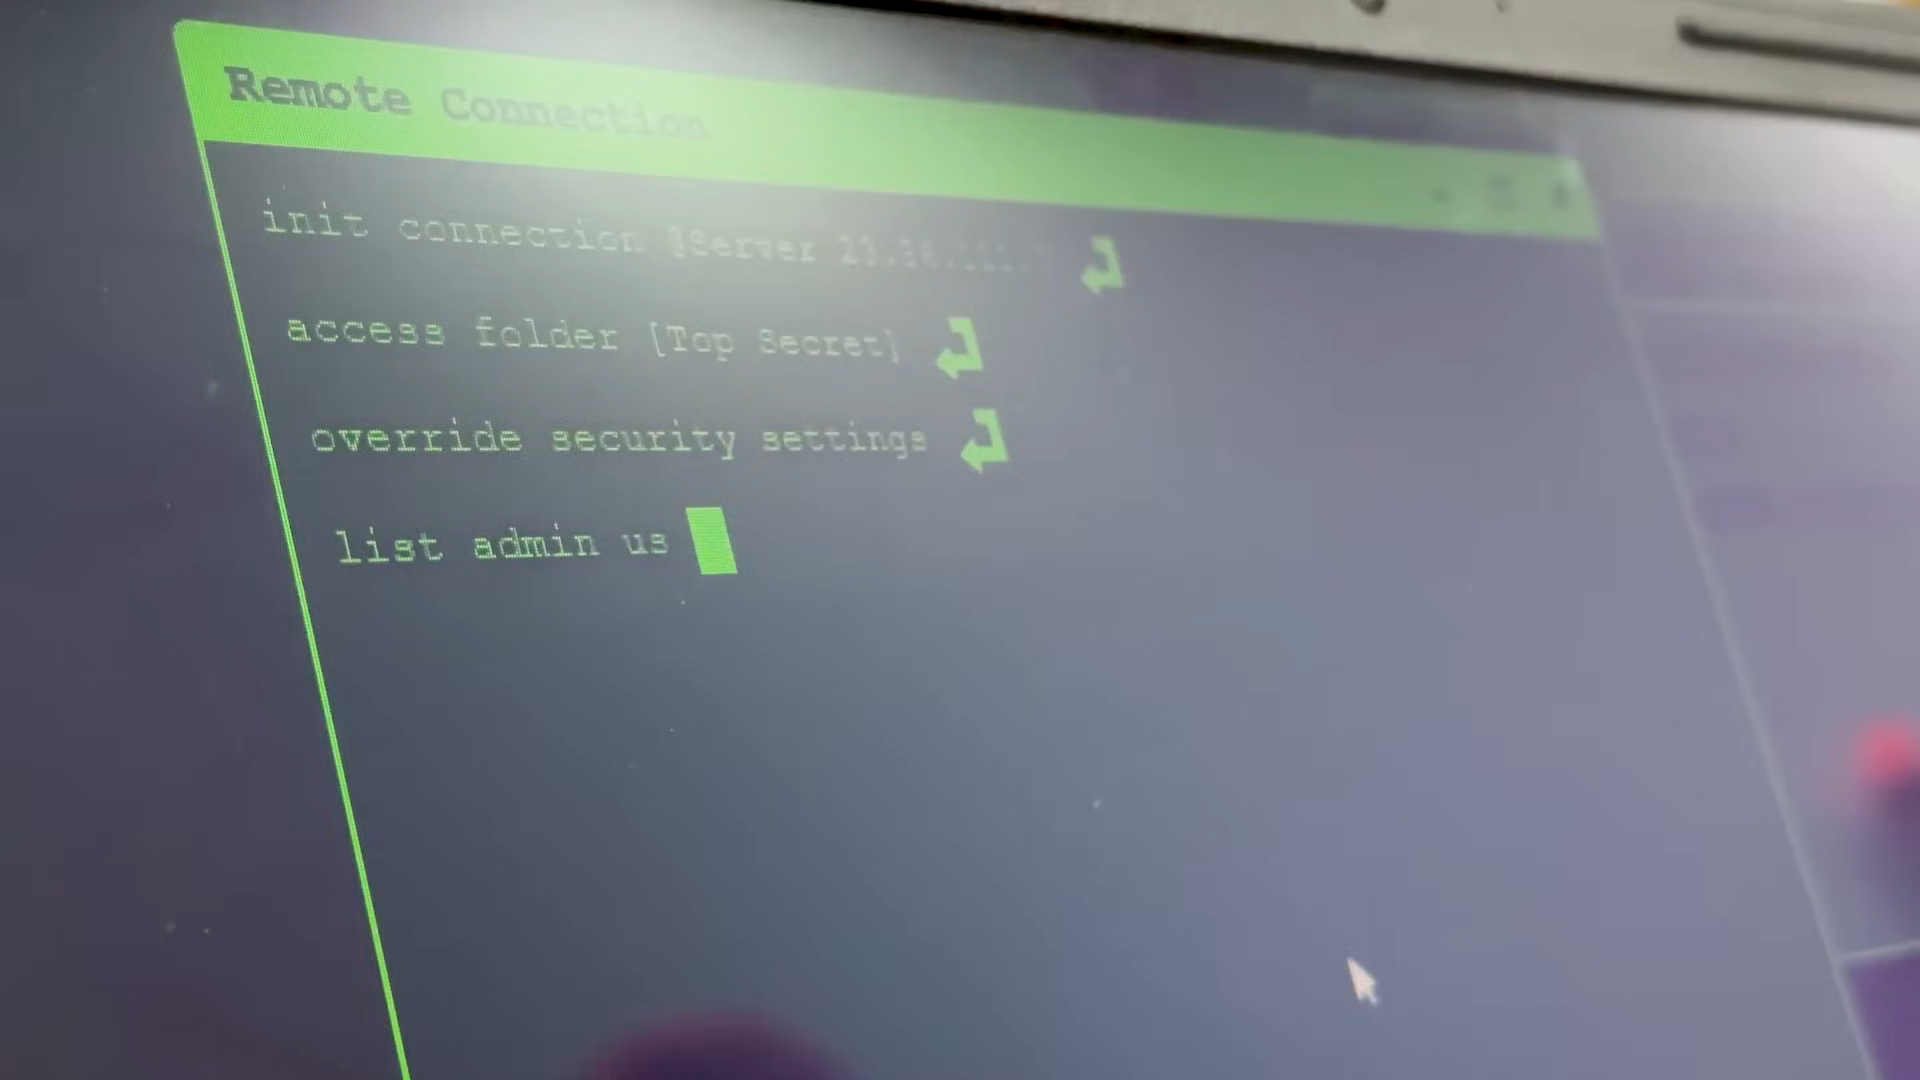 Remote Connection
init connection @Server
access folder [Top Secret]
override security settings
list admin us